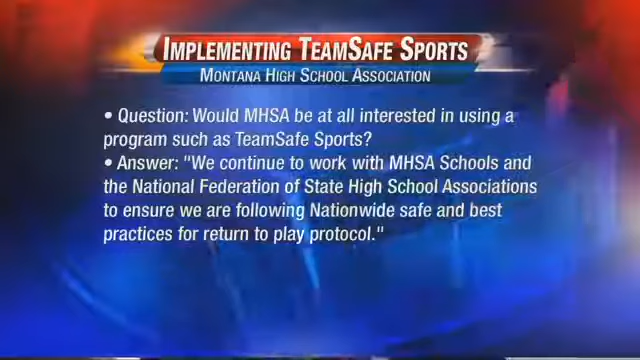 IMPLEMENTING TEAMSAFE SPORTS
MONTANA HIGH SCHOOL ASSOCIATION
• Question: Would MHSA be at all interested in using a
program such as TeamSafe Sports?
• Answer: "We continue to work with MHSA Schools and
the National Federation of State High School Associations
to ensure we are following Nationwide safe and best
practices for return to play protocol."